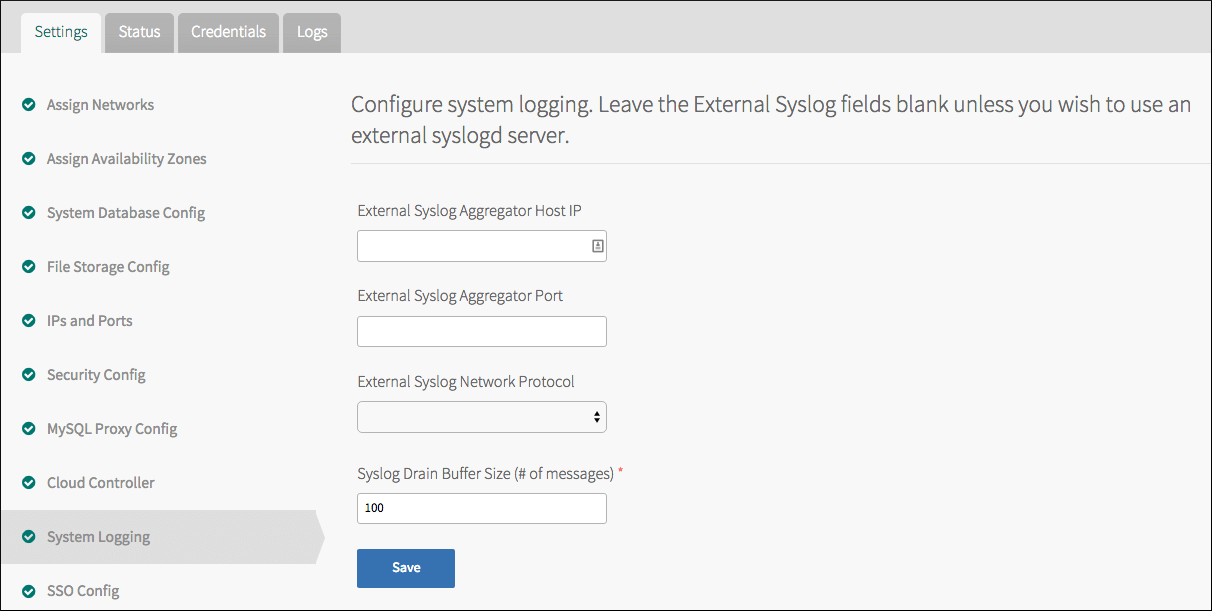 Settings
Status
Credentials
Logs
Assign Networks
Assign Availability Zones
System Database Config
File Storage Config
IPs and Ports
Security Config
MySQL Proxy Config
Cloud Controller
System Logging
SSO Config
Configure system logging. Leave the External Syslog fields blank unless you wish to use an
external syslogd server.
External Syslog Aggregator Host IP
External Syslog Aggregator Port
External Syslog Network Protocol
Syslog Drain Buffer Size (# of messages) *
100
Save